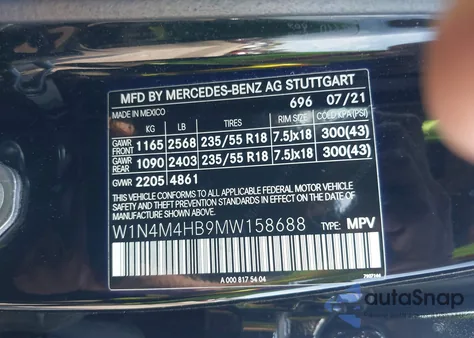 MFD BY MERCEDES-BENZ AG STUTTGART
MADE IN MEXICO 696 07/21
KG LB TIRES RIM SIZE COLD KPA(PSI)
GAWR FRONT 1165 2568 235/55 R18 7.5Jx18 300(43)
GAWR REAR 1090 2403 235/55 R18 7.5Jx18 300(43)
GVWR 2205 4861
THIS VEHICLE CONFORMS TO ALL APPLICABLE FEDERAL MOTOR VEHICLE
SAFETY AND THEFT PREVENTION STANDARDS IN EFFECT ON THE DATE OF
MANUFACTURE SHOWN ABOVE.
W1N4M4HB9MW158688 TYPE: MPV
A 000 817 54 04
autoSnap